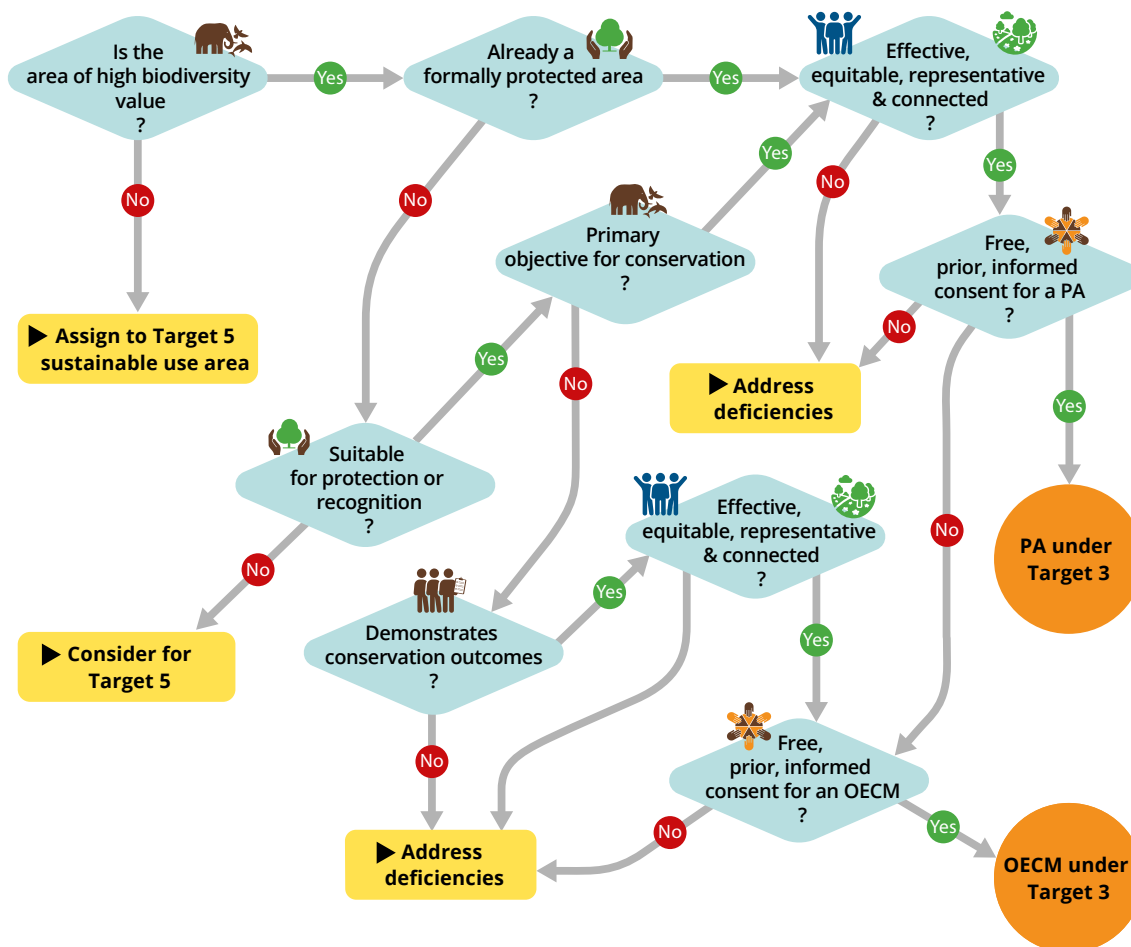 Is the
area of high biodiversity
value
?
Yes
Already a
formally protected area
?
Yes
Effective,
equitable, representative
& connected
?
No
No
Yes
No
Yes
Primary
objective for conservation
?
Free,
prior, informed
consent for a PA
?
▶ Assign to Target 5
sustainable use area
Yes
No
No
Yes
▶ Address
deficiencies
Suitable
for protection or
recognition
?
No
Effective,
equitable, representative
& connected
?
No
PA under
Target 3
Yes
Yes
Demonstrates
conservation outcomes
?
▶ Consider for
Target 5
No
Free,
prior, informed
consent for an OECM
?
No
Yes
▶ Address
deficiencies
OECM under
Target 3